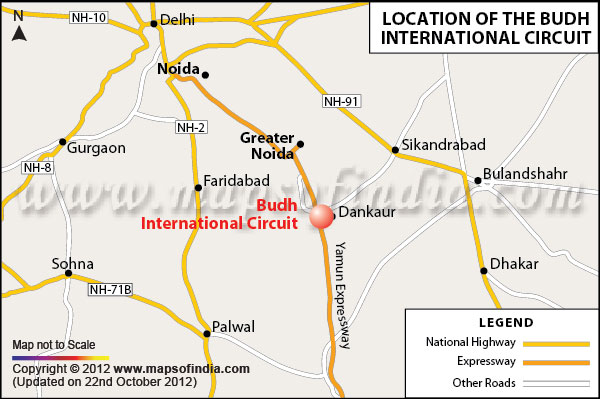 LOCATION OF THE BUDH
INTERNATIONAL CIRCUIT
N
NH-10
Delhi
Noida
NH-91
NH-2
Greater
Noida
Sikandrabad
Gurgaon
NH-8
Faridabad
Bulandshahr
www.mapsofindia.com
Budh
International Circuit
Dankaur
Yamun Expressway
Sohna
NH-71B
Dhakar
Palwal
LEGEND
National Highway
Expressway
Other Roads
Map not to Scale
Copyright © 2012 www.mapsofindia.com
(Updated on 22nd October 2012)